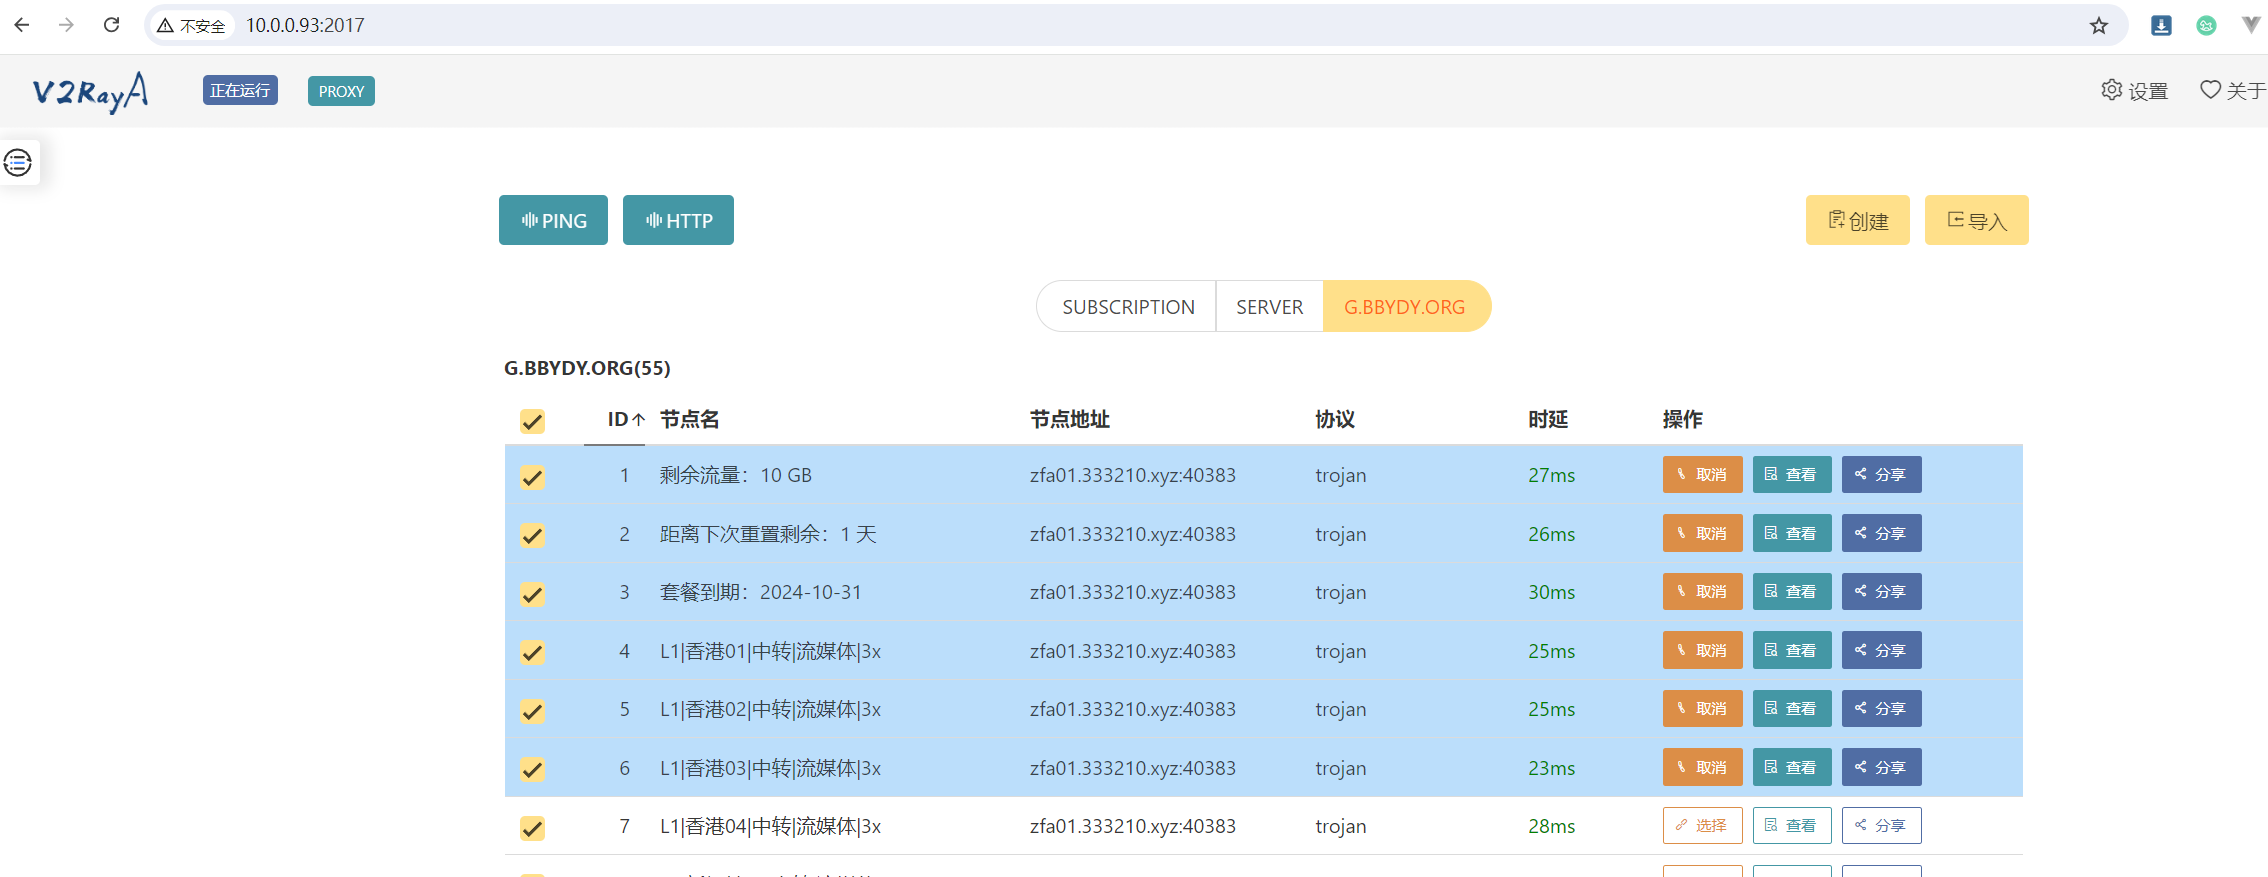 不安全 10.0.0.93:2017
V2RayA 正在运行 PROXY 设置 关于
PING HTTP 创建 导入
SUBSCRIPTION SERVER G.BBYDY.ORG
G.BBYDY.ORG(55)
ID 节点名 节点地址 协议 时延 操作
1 剩余流量：10 GB zfa01.333210.xyz:40383 trojan 27ms 取消 查看 分享
2 距离下次重置剩余：1 天 zfa01.333210.xyz:40383 trojan 26ms 取消 查看 分享
3 套餐到期：2024-10-31 zfa01.333210.xyz:40383 trojan 30ms 取消 查看 分享
4 L1|香港01|中转|流媒体|3x zfa01.333210.xyz:40383 trojan 25ms 取消 查看 分享
5 L1|香港02|中转|流媒体|3x zfa01.333210.xyz:40383 trojan 25ms 取消 查看 分享
6 L1|香港03|中转|流媒体|3x zfa01.333210.xyz:40383 trojan 23ms 取消 查看 分享
7 L1|香港04|中转|流媒体|3x zfa01.333210.xyz:40383 trojan 28ms 选择 查看 分享